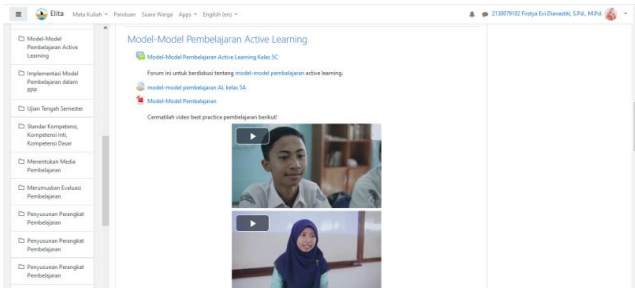 Elita Mata Kuliah Panduan Suara Warga Apps English (en) 2130079102 Firstya Evi Dianastiti, S.Pd., M.Pd.
Model-Model
Pembelajaran Active
Learning
Implementasi Model
Pembelajaran dalam
RPP
Ujian Tengah Semester
Standar Kompetensi,
Kompetensi Inti,
Kompetensi Dasar
Menentukan Media
Pembelajaran
Merumuskan Evaluasi
Pembelajaran
Penyusunan Perangkat
Pembelajaran
Penyusunan Perangkat
Pembelajaran
Penyusunan Perangkat
Pembelajaran
Model-Model Pembelajaran Active Learning
Model-Model Pembelajaran Active Learning Kelas 5C
Forum ini untuk berdiskusi tentang model-model pembelajaran active learning.
model-model pembelajaran AL kelas 5A
Model-Model Pembelajaran
Cermatilah video best practice pembelajaran berikut!